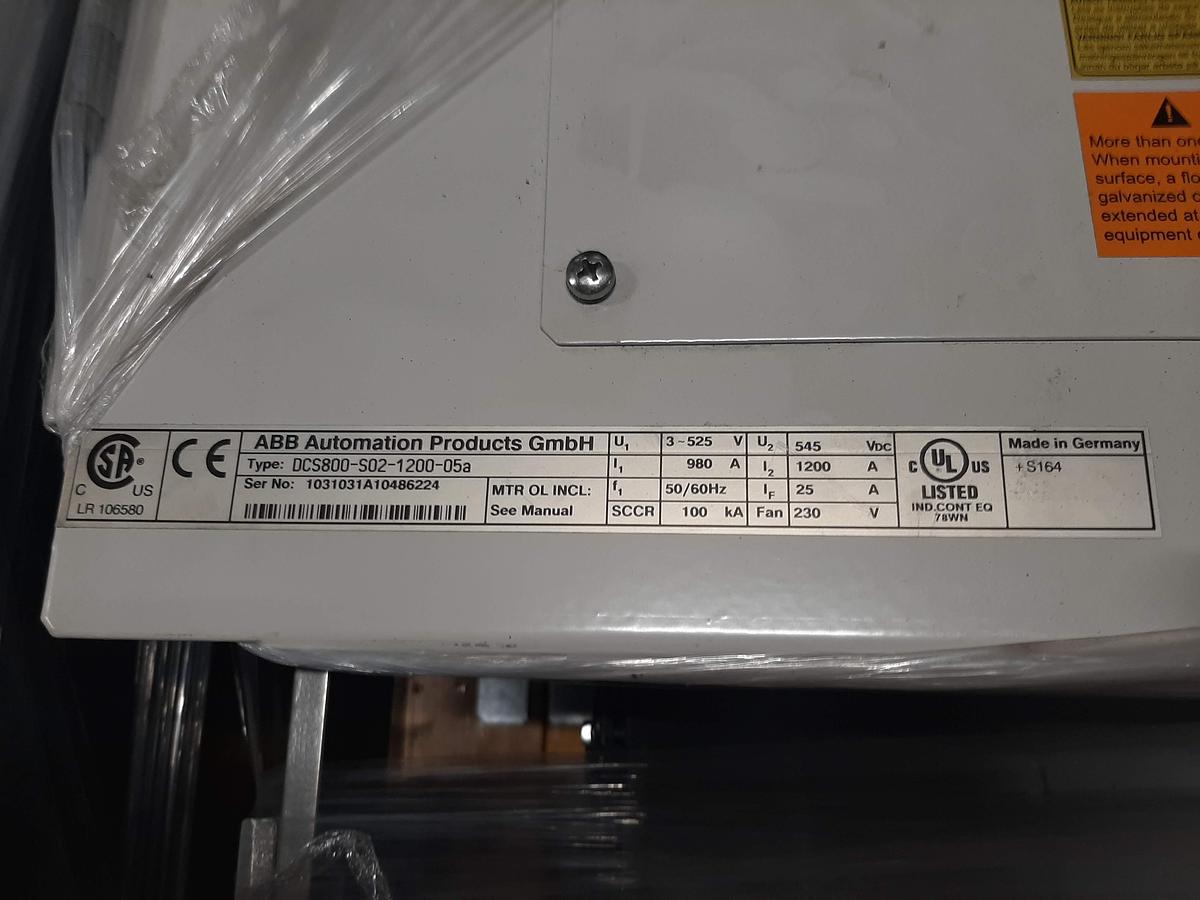 More than one
When mounti
surface, a flo
galvanized c
extended at
equipment
SA®
C US
LR 106580
CE
ABB Automation Products GmbH
Type: DCS800-S02-1200-05a
Ser No: 1031031A10486224
MTR OL INCL:
See Manual
U1 3~525 V U2 545 VDC
I1 980 A I2 1200 A
f1 50/60Hz IF 25 A
SCCR 100 kA Fan 230 V
C UL US
LISTED
IND.CONT EQ
78WN
Made in Germany
+S164